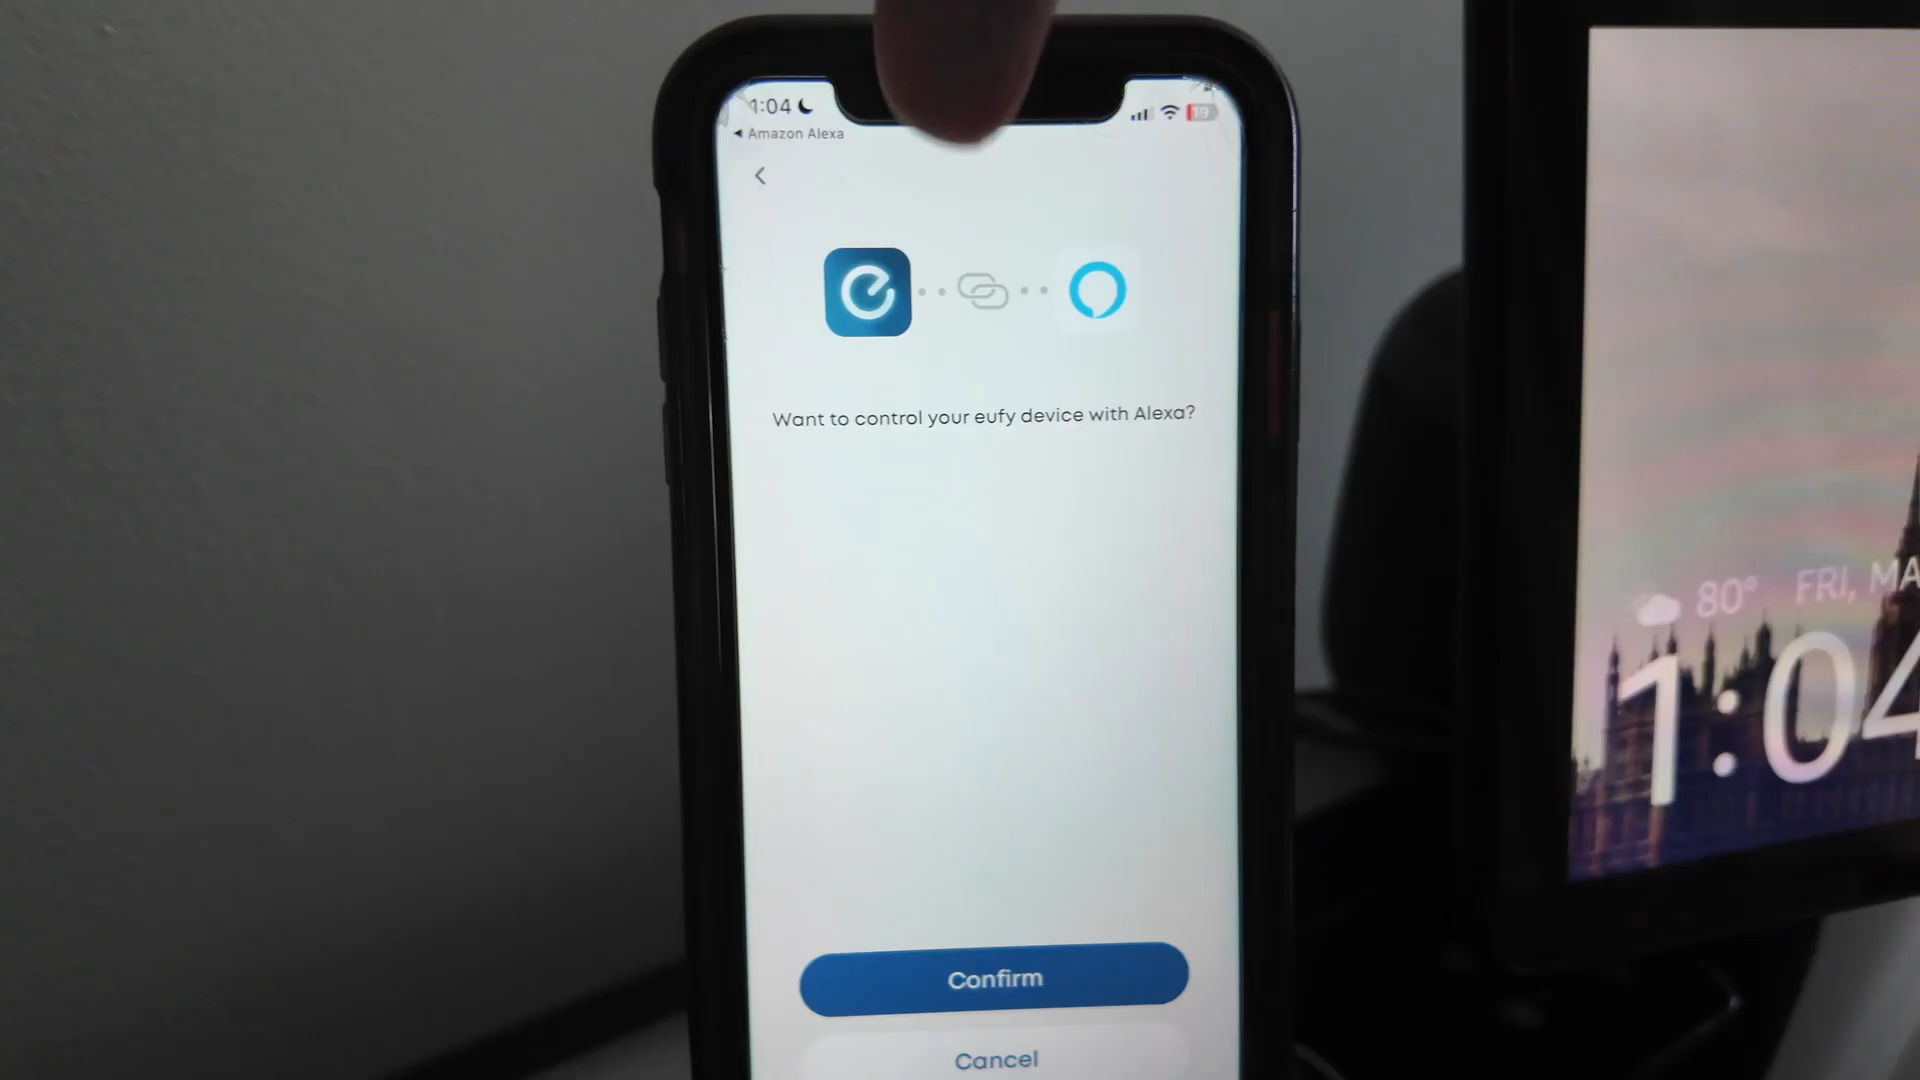 1:04
19
Amazon Alexa
Want to control your eufy device with Alexa?
Confirm
Cancel
80° FRI, MA
1:04